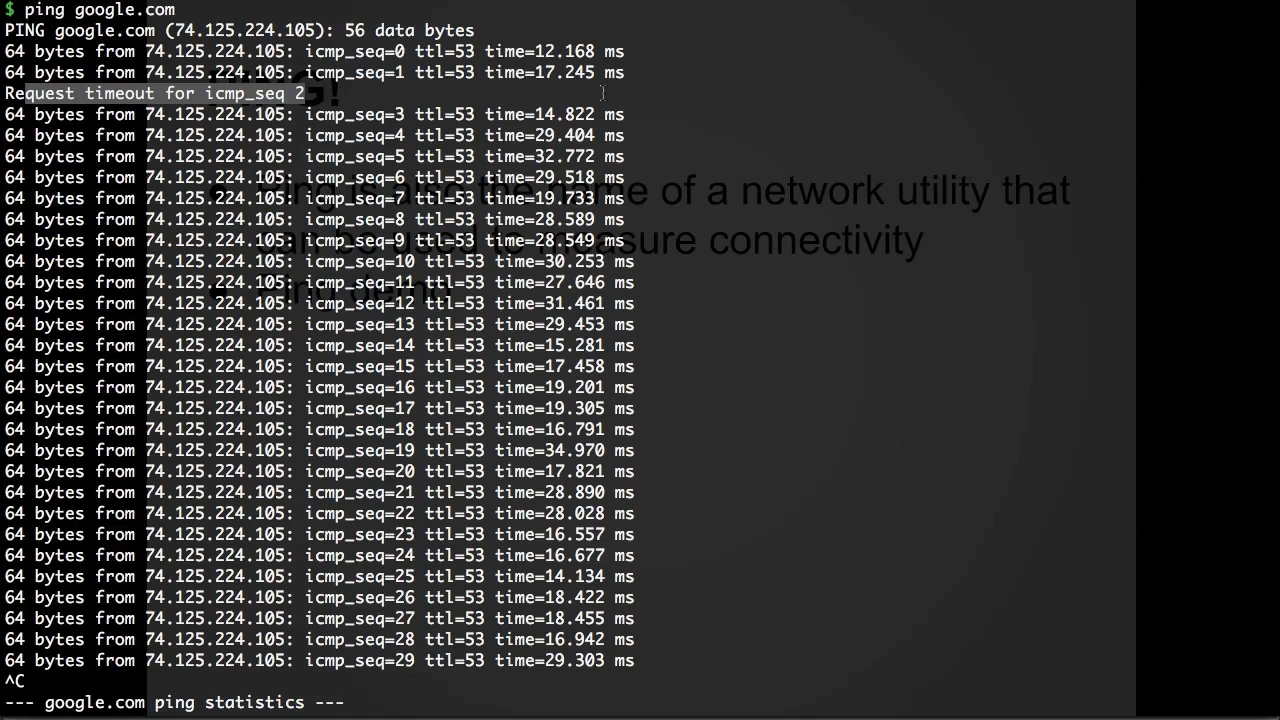 $ ping google.com
PING google.com (74.125.224.105): 56 data bytes
64 bytes from 74.125.224.105: icmp_seq=0 ttl=53 time=12.168 ms
64 bytes from 74.125.224.105: icmp_seq=1 ttl=53 time=17.245 ms
Request timeout for icmp_seq 2
64 bytes from 74.125.224.105: icmp_seq=3 ttl=53 time=14.822 ms
64 bytes from 74.125.224.105: icmp_seq=4 ttl=53 time=29.404 ms
64 bytes from 74.125.224.105: icmp_seq=5 ttl=53 time=32.772 ms
64 bytes from 74.125.224.105: icmp_seq=6 ttl=53 time=29.518 ms
64 bytes from 74.125.224.105: icmp_seq=7 ttl=53 time=19.733 ms
64 bytes from 74.125.224.105: icmp_seq=8 ttl=53 time=28.589 ms
64 bytes from 74.125.224.105: icmp_seq=9 ttl=53 time=28.549 ms
64 bytes from 74.125.224.105: icmp_seq=10 ttl=53 time=30.253 ms
64 bytes from 74.125.224.105: icmp_seq=11 ttl=53 time=27.646 ms
64 bytes from 74.125.224.105: icmp_seq=12 ttl=53 time=31.461 ms
64 bytes from 74.125.224.105: icmp_seq=13 ttl=53 time=29.453 ms
64 bytes from 74.125.224.105: icmp_seq=14 ttl=53 time=15.281 ms
64 bytes from 74.125.224.105: icmp_seq=15 ttl=53 time=17.458 ms
64 bytes from 74.125.224.105: icmp_seq=16 ttl=53 time=19.201 ms
64 bytes from 74.125.224.105: icmp_seq=17 ttl=53 time=19.305 ms
64 bytes from 74.125.224.105: icmp_seq=18 ttl=53 time=16.791 ms
64 bytes from 74.125.224.105: icmp_seq=19 ttl=53 time=34.970 ms
64 bytes from 74.125.224.105: icmp_seq=20 ttl=53 time=17.821 ms
64 bytes from 74.125.224.105: icmp_seq=21 ttl=53 time=28.890 ms
64 bytes from 74.125.224.105: icmp_seq=22 ttl=53 time=28.028 ms
64 bytes from 74.125.224.105: icmp_seq=23 ttl=53 time=16.557 ms
64 bytes from 74.125.224.105: icmp_seq=24 ttl=53 time=16.677 ms
64 bytes from 74.125.224.105: icmp_seq=25 ttl=53 time=14.134 ms
64 bytes from 74.125.224.105: icmp_seq=26 ttl=53 time=18.422 ms
64 bytes from 74.125.224.105: icmp_seq=27 ttl=53 time=18.455 ms
64 bytes from 74.125.224.105: icmp_seq=28 ttl=53 time=16.942 ms
64 bytes from 74.125.224.105: icmp_seq=29 ttl=53 time=29.303 ms
^C
--- google.com ping statistics ---
• Ping is also the name of a network utility that
can be used to measure connectivity
• Ping demo